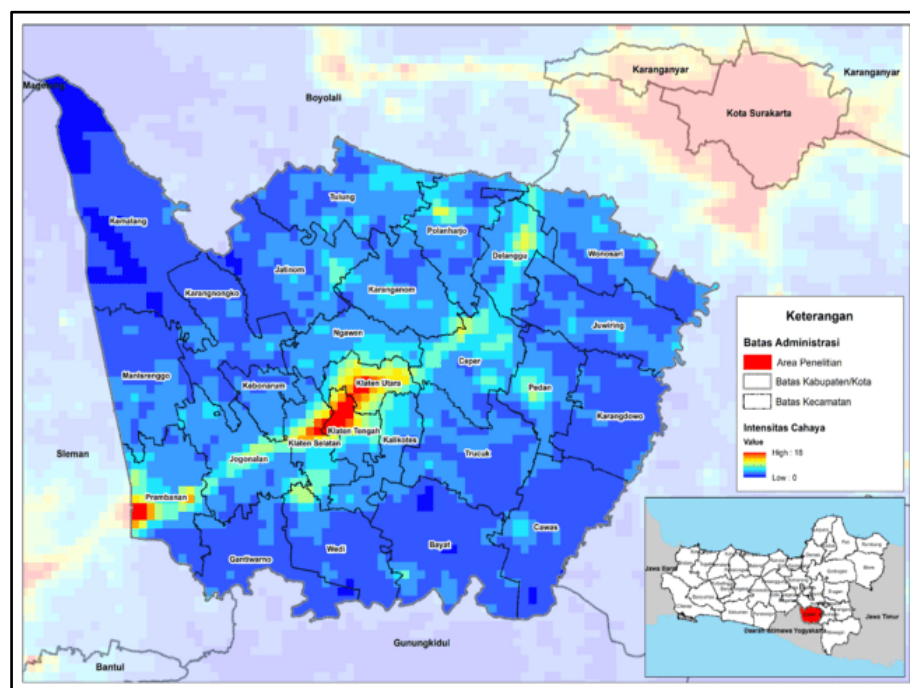 Magelang
Boyolali
Karanganyar
Karanganyar
Kota Surakarta
Kemalang
Tulung
Polanharjo
Delanggu
Wonosari
Jatinom
Karangnongko
Karanganom
Ngawen
Juwiring
Manisrenggo
Kebonarum
Klaten Utara
Ceper
Pedan
Karangdowo
Klaten Tengah
Klaten Selatan
Kalikotes
Trucuk
Jogonalan
Sleman
Prambanan
Cawas
Gantiwarno
Wedi
Bayat
Gunungkidul
Bantul
Keterangan
Batas Administrasi
Area Penelitian
Batas Kabupaten/Kota
Batas Kecamatan
Intensitas Cahaya
Value
High : 18
Low : 0
Jawa Barat
Jawa Timur
Daerah Istimewa Yogyakarta